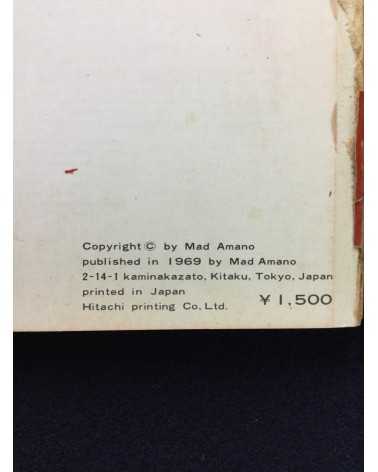 Copyright © by Mad Amano
published in 1969 by Mad Amano
2-14-1 kaminakazato, Kitaku, Tokyo, Japan
printed in Japan
Hitachi printing Co, Ltd.
¥ 1,500